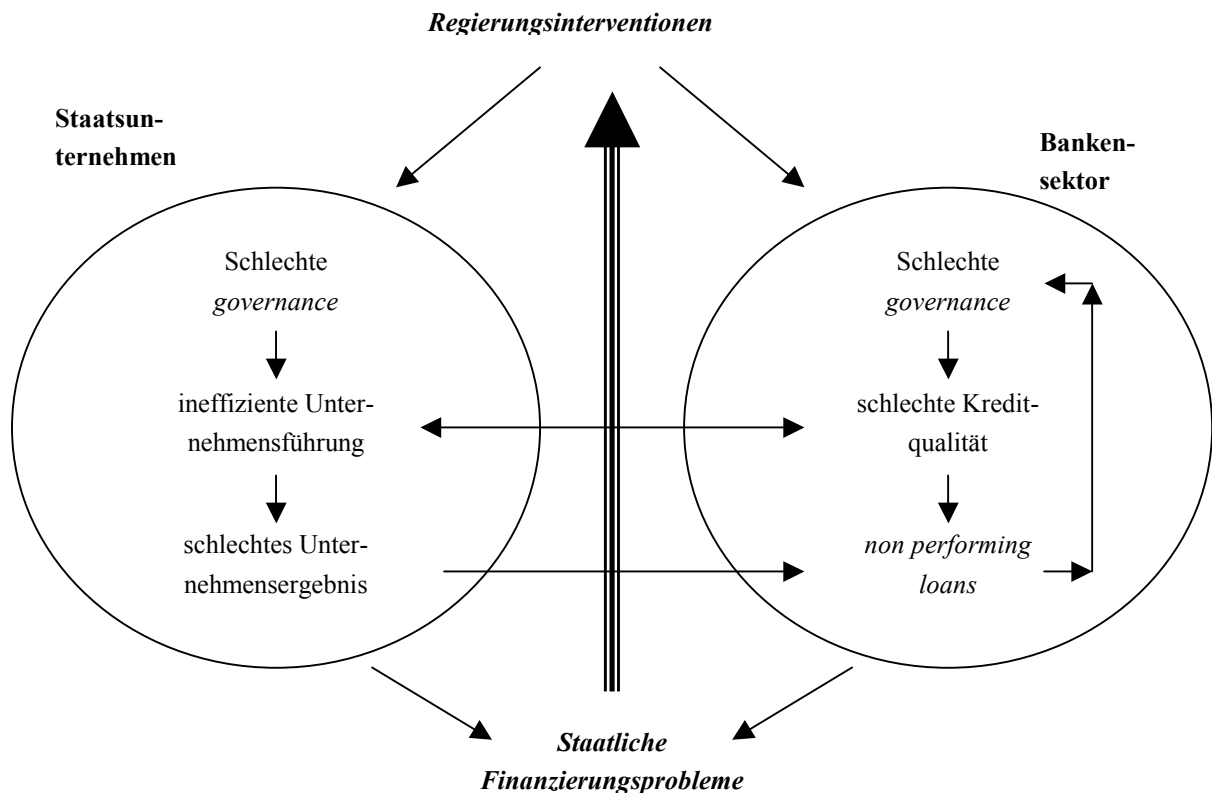 Regierungsinterventionen
Staatsun-
ternehmen
Banken-
sektor
Schlechte
governance
ineffiziente Unter-
nehmensführung
schlechtes Unter-
nehmensergebnis
Schlechte
governance
schlechte Kredit-
qualität
non performing
loans
Staatliche
Finanzierungsprobleme